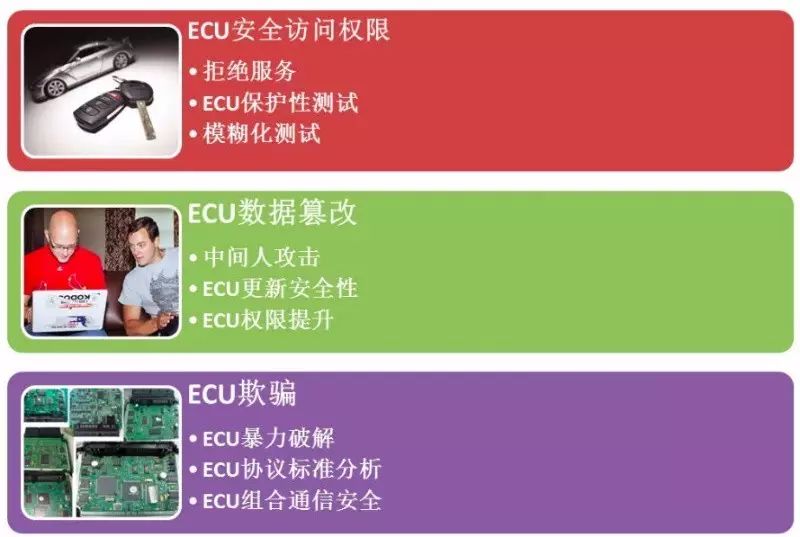 ECU安全访问权限
• 拒绝服务
• ECU保护性测试
• 模糊化测试
ECU数据篡改
• 中间人攻击
• ECU更新安全性
• ECU权限提升
ECU欺骗
• ECU暴力破解
• ECU协议标准分析
• ECU组合通信安全